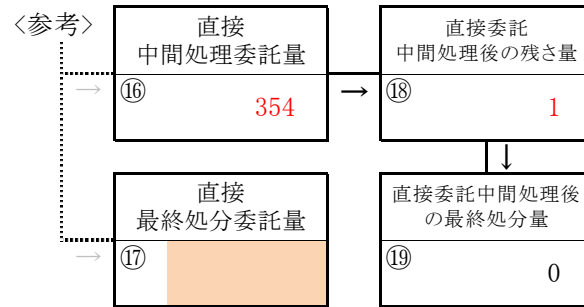 〈参考〉
直接
中間処理委託量
→
⑯
354
→
直接委託
中間処理後の残さ量
⑱
1
↓
直接
最終処分委託量
→
⑰
直接委託中間処理後
の最終処分量
⑲
0